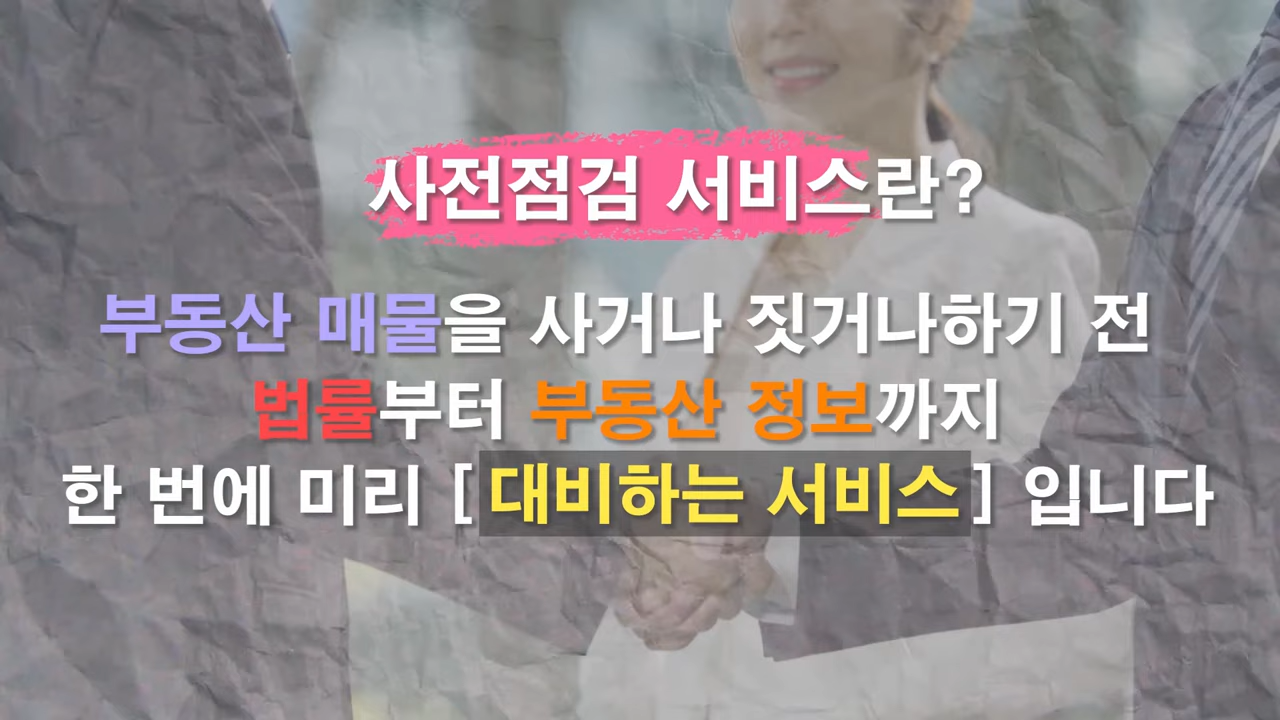 사전점검 서비스란?
부동산 매물을 사거나 짓거나하기 전
법률부터 부동산 정보까지
한 번에 미리 [대비하는 서비스] 입니다